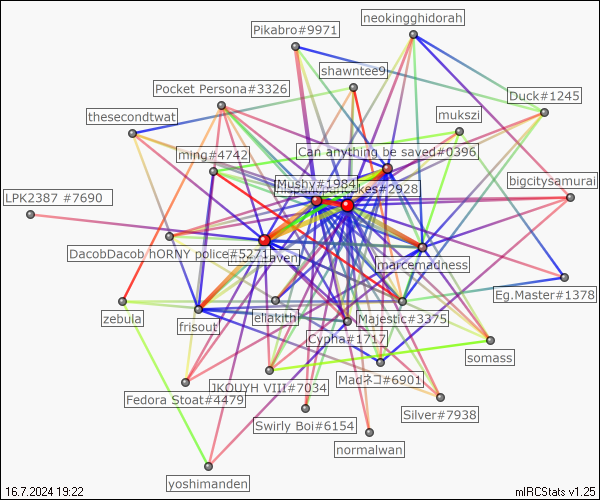 neokingghidorah
Pikabro#9971
shawntee9
Pocket Persona#3326
Duck#1245
thesecondtwat
mukszi
ming#4742
Can anything be saved#0396
Mushy#1984
kes#2928
bigcitysamurai
LPK2387 #7690
DacobDacob hORNY police#5271
aven
marcemadness
Eg.Master#1378
zebula
frisout
eliakith
Majestic#3375
Cypha#1717
somass
Madネコ#6901
JKOUYH VIII#7034
Fedora Stoat#4479
Silver#7938
Swirly Boi#6154
normalwan
yoshimanden
16.7.2024 19:22
mIRCStats v1.25